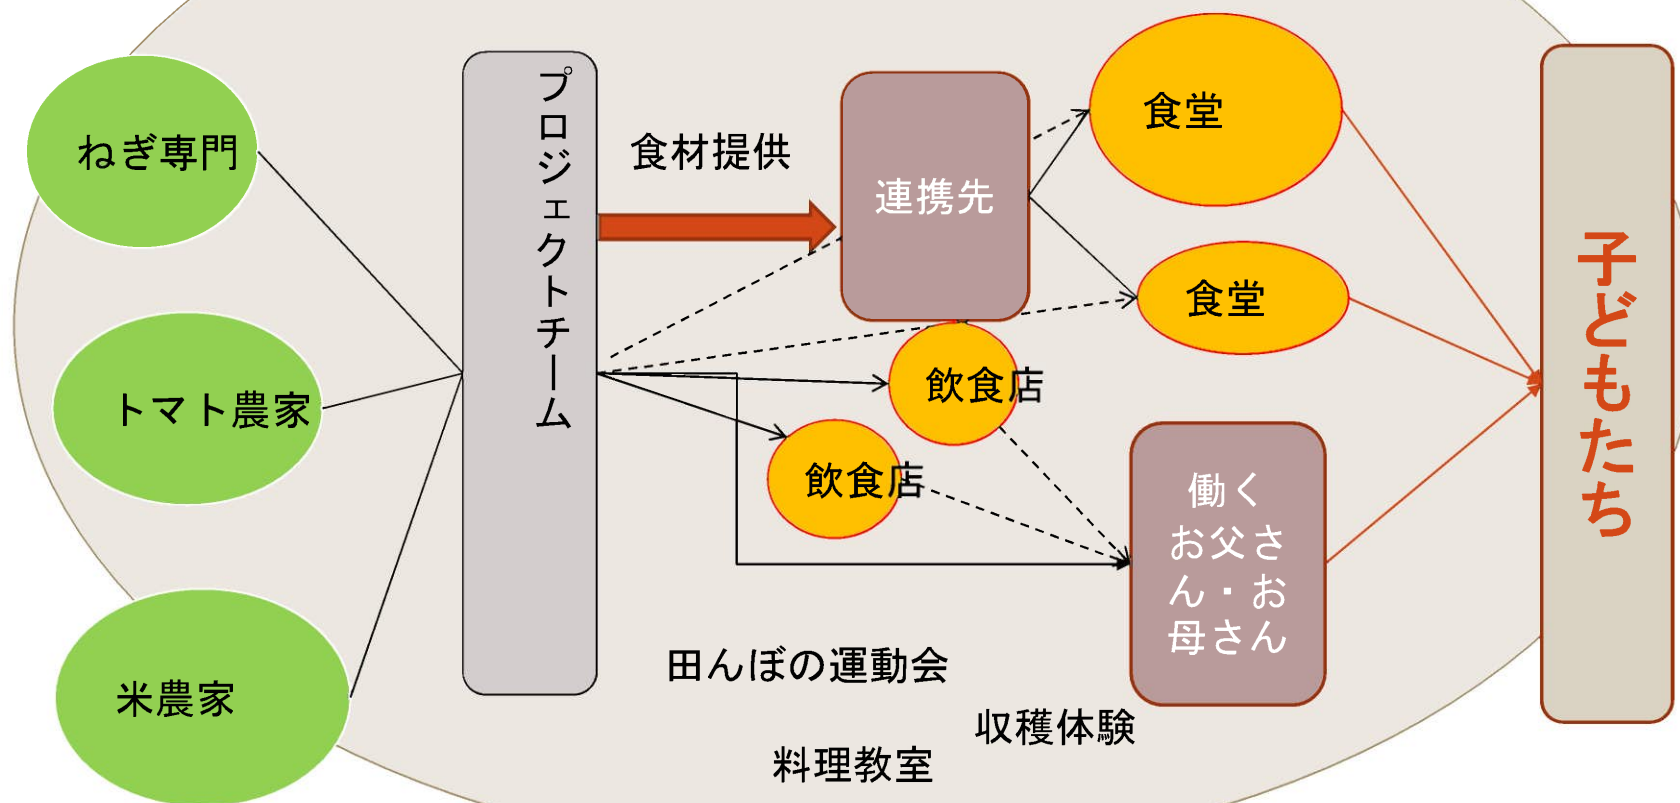 ねぎ専門
トマト農家
米農家
プロジェクトチーム
食材提供
連携先
食堂
食堂
飲食店
飲食店
働く
お父さ
ん・お
母さん
田んぼの運動会
収穫体験
料理教室
子どもたち